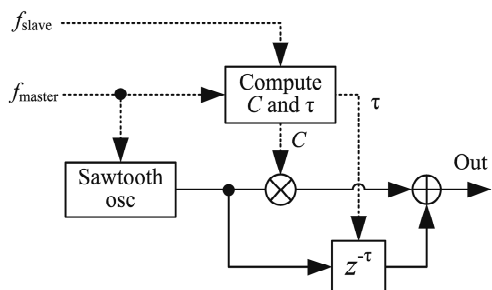 f_slave
f_master
Compute
C and τ
τ
C
Sawtooth
osc
Out
z^-τ